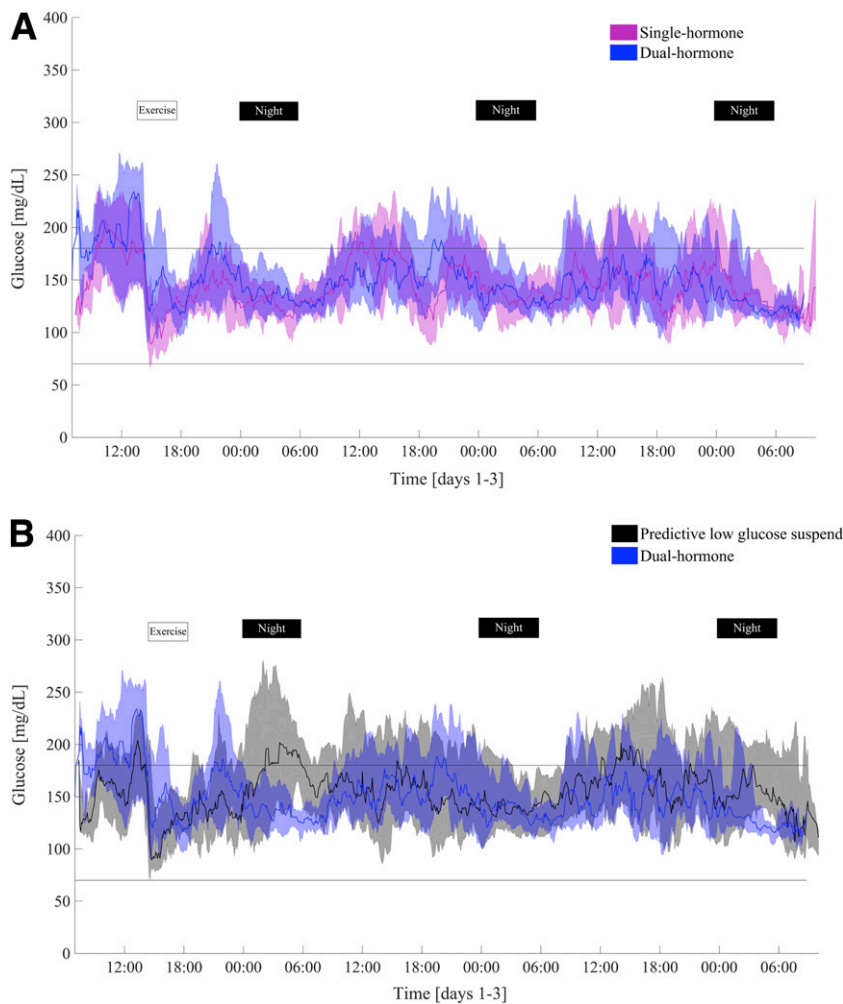 A
Single-hormone
Dual-hormone
400
350
300
250
200
150
100
50
0
Glucose [mg/dL]
Exercise
Night
Night
Night
12:00 18:00 00:00 06:00 12:00 18:00 00:00 06:00 12:00 18:00 00:00 06:00
Time [days 1-3]
B
Predictive low glucose suspend
Dual-hormone
400
350
300
250
200
150
100
50
0
Glucose [mg/dL]
Exercise
Night
Night
Night
12:00 18:00 00:00 06:00 12:00 18:00 00:00 06:00 12:00 18:00 00:00 06:00
Time [days 1-3]